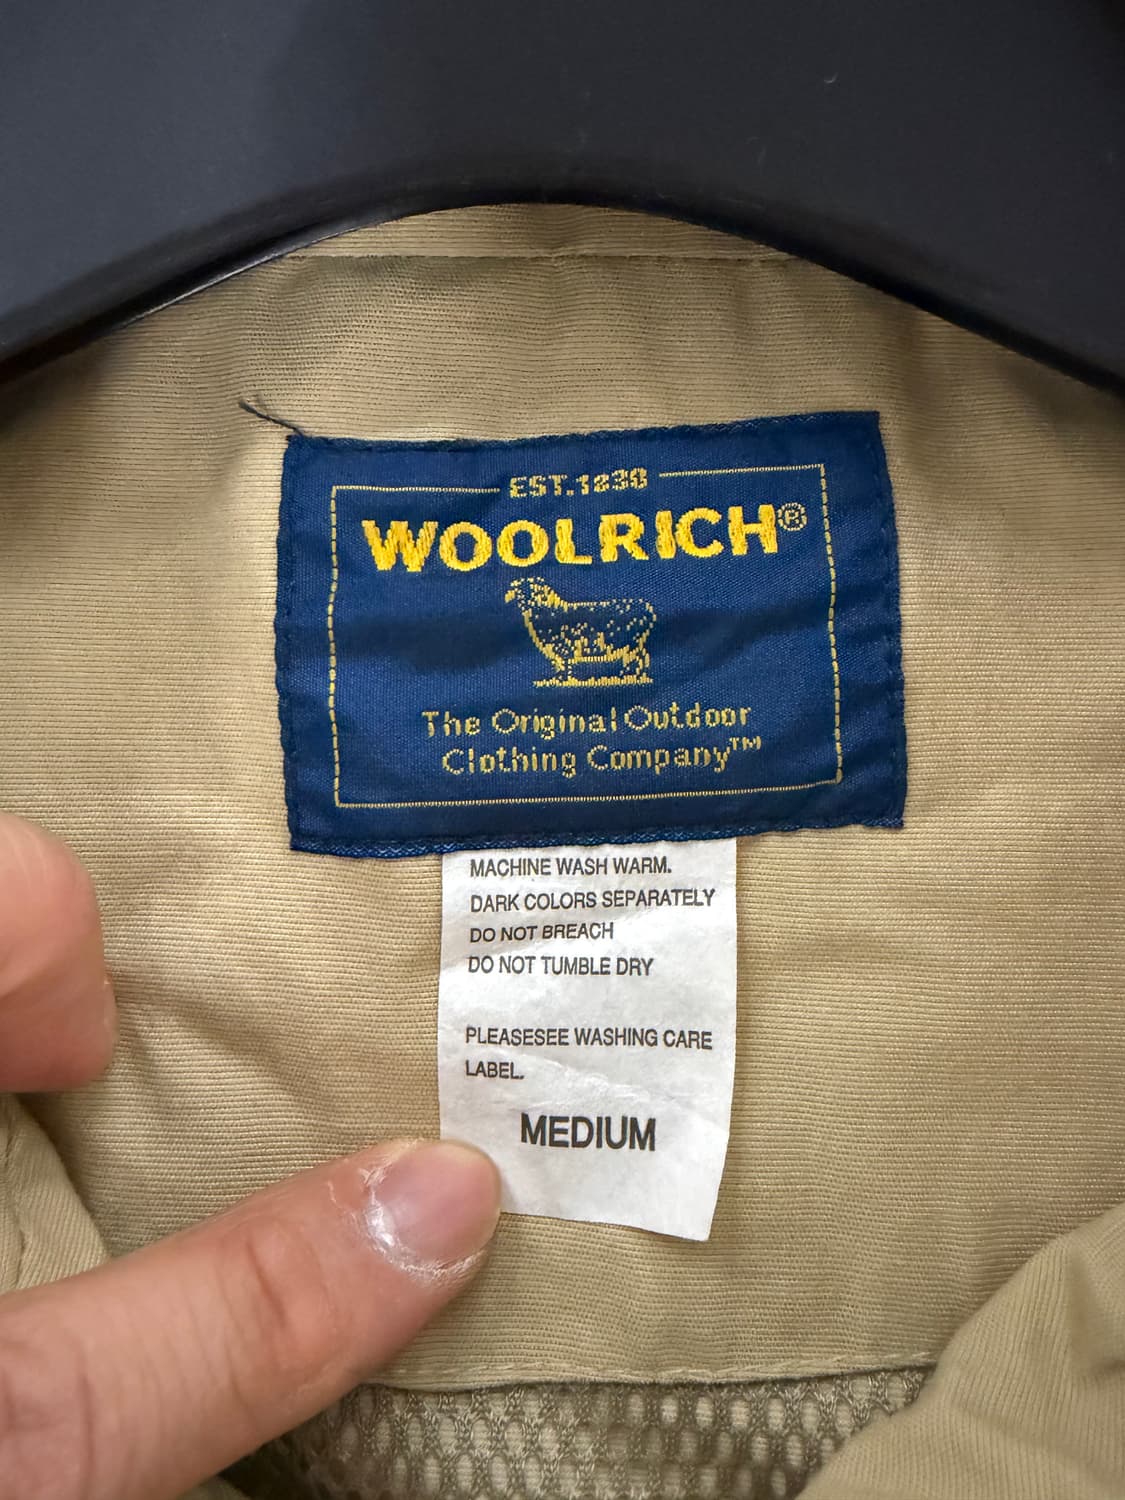 EST.1830
WOOLRICH®
The Original Outdoor
Clothing Company™
MACHINE WASH WARM.
DARK COLORS SEPARATELY
DO NOT BREACH
DO NOT TUMBLE DRY
PLEASESEE WASHING CARE
LABEL.
MEDIUM